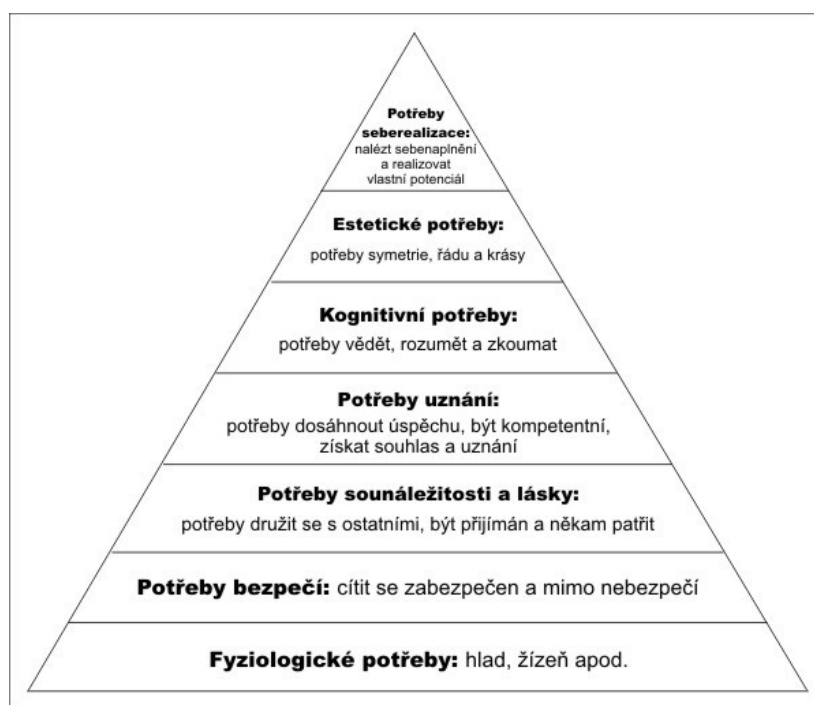 Potřeby
seberealizace:
nalézt sebenaplnění
a realizovat
vlastní potenciál
Estetické potřeby:
potřeby symetrie, řádu a krásy
Kognitivní potřeby:
potřeby vědět, rozumět a zkoumat
Potřeby uznání:
potřeby dosáhnout úspěchu, být kompetentní,
získat souhlas a uznání
Potřeby sounáležitosti a lásky:
potřeby družit se s ostatními, být přijímán a někam patřit
Potřeby bezpečí: cítit se zabezpečen a mimo nebezpečí
Fyziologické potřeby: hlad, žízeň apod.